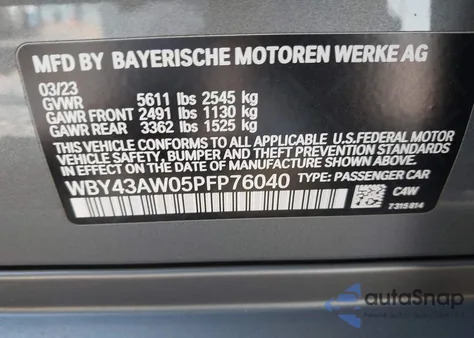 MFD BY BAYERISCHE MOTOREN WERKE AG
03/23
GVWR 5611 lbs 2545 kg
GAWR FRONT 2491 lbs 1130 kg
GAWR REAR 3362 lbs 1525 kg
THIS VEHICLE CONFORMS TO ALL APPLICABLE U.S.FEDERAL MOTOR
VEHICLE SAFETY, BUMPER, AND THEFT PREVENTION
STANDARDS IN EFFECT ON THE
DATE OF MANUFACTURE SHOWN ABOVE.
WBY43AW05PFP76040 TYPE: PASSENGER CAR
C4W
7315814
autoSnap